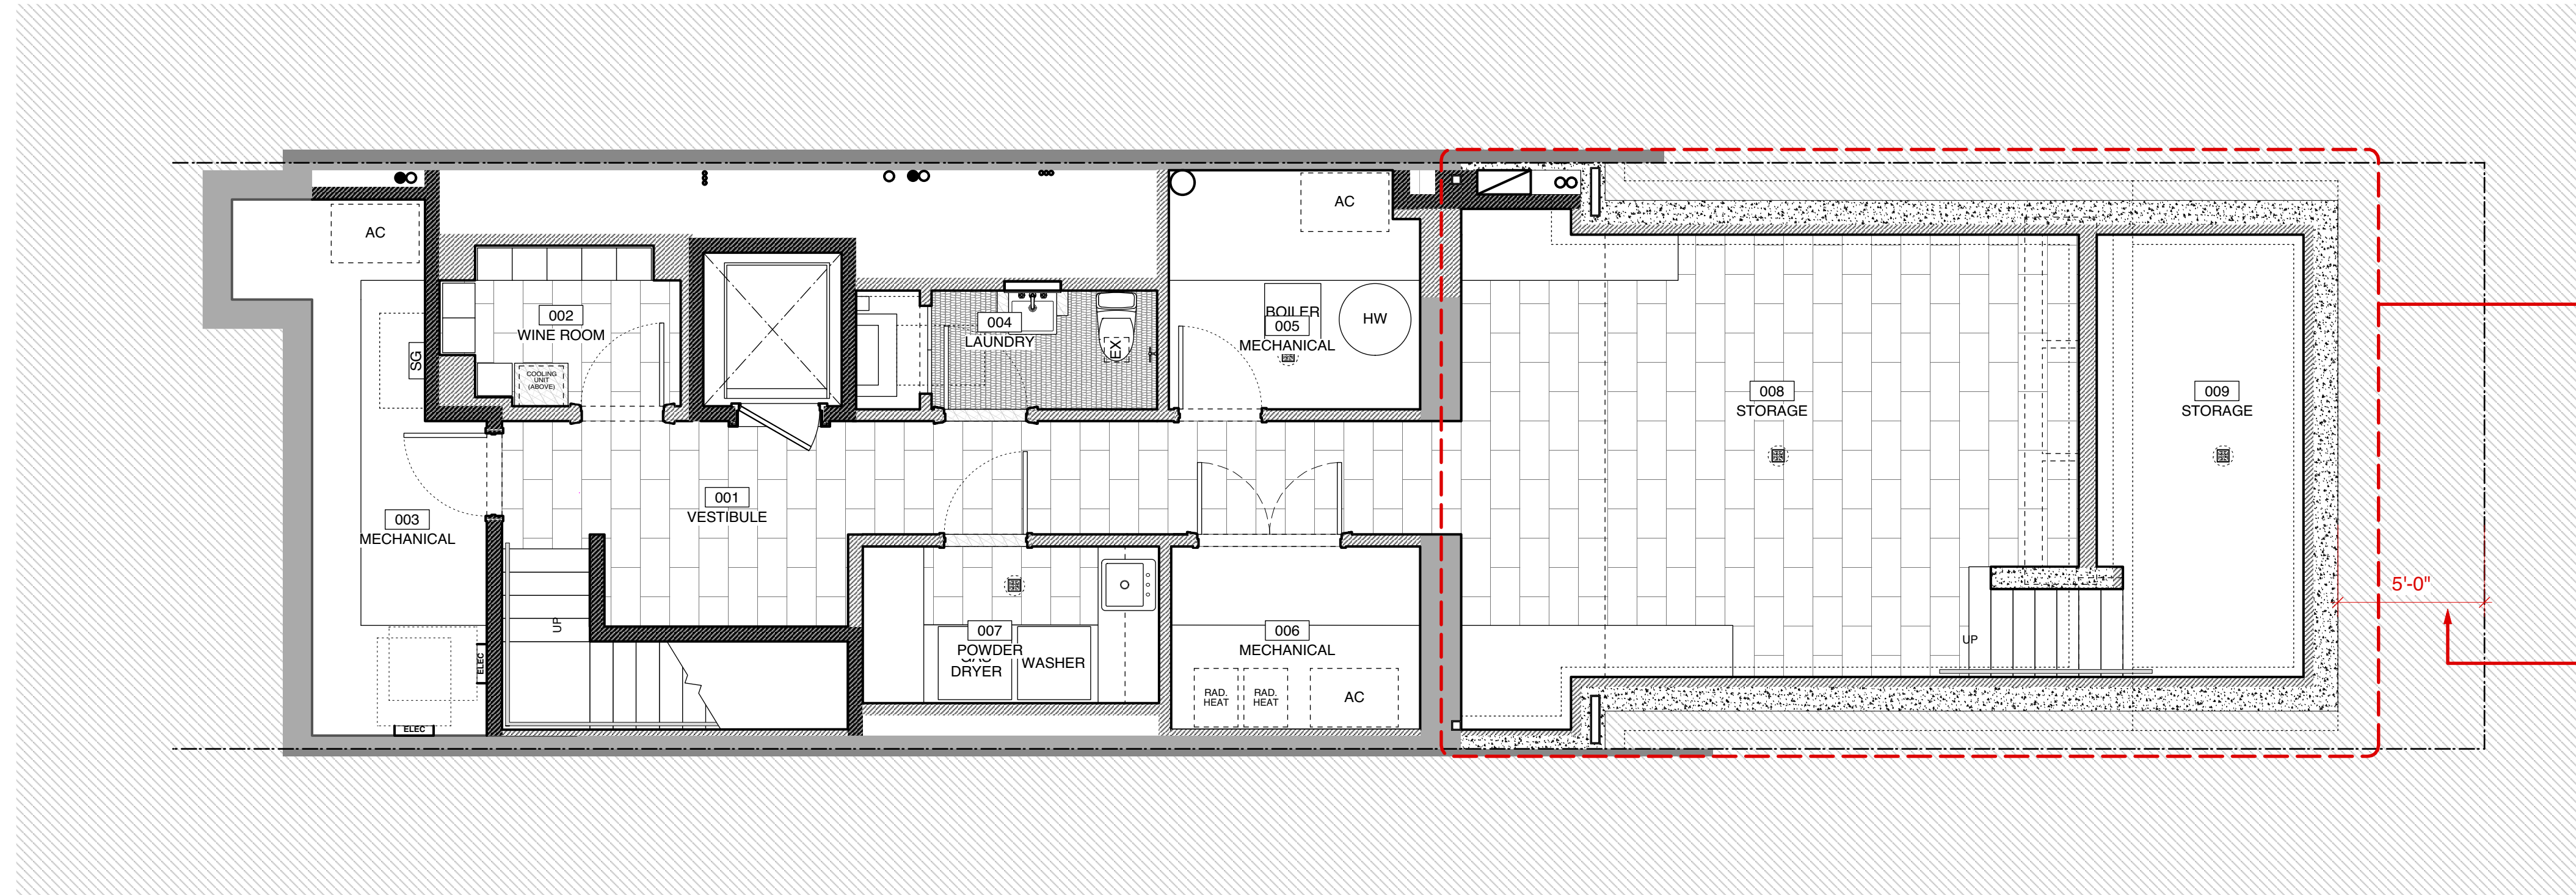 AC
002
WINE ROOM
SG
COOLING
UNIT
(ABOVE)
003
MECHANICAL
ELEC
ELEC
UP
001
VESTIBULE
004
LAUNDRY
EX
AC
BOILER
005
MECHANICAL
HW
007
POWDER
GAS
DRYER
WASHER
006
MECHANICAL
RAD.
HEAT
RAD.
HEAT
AC
008
STORAGE
UP
009
STORAGE
5'-0"